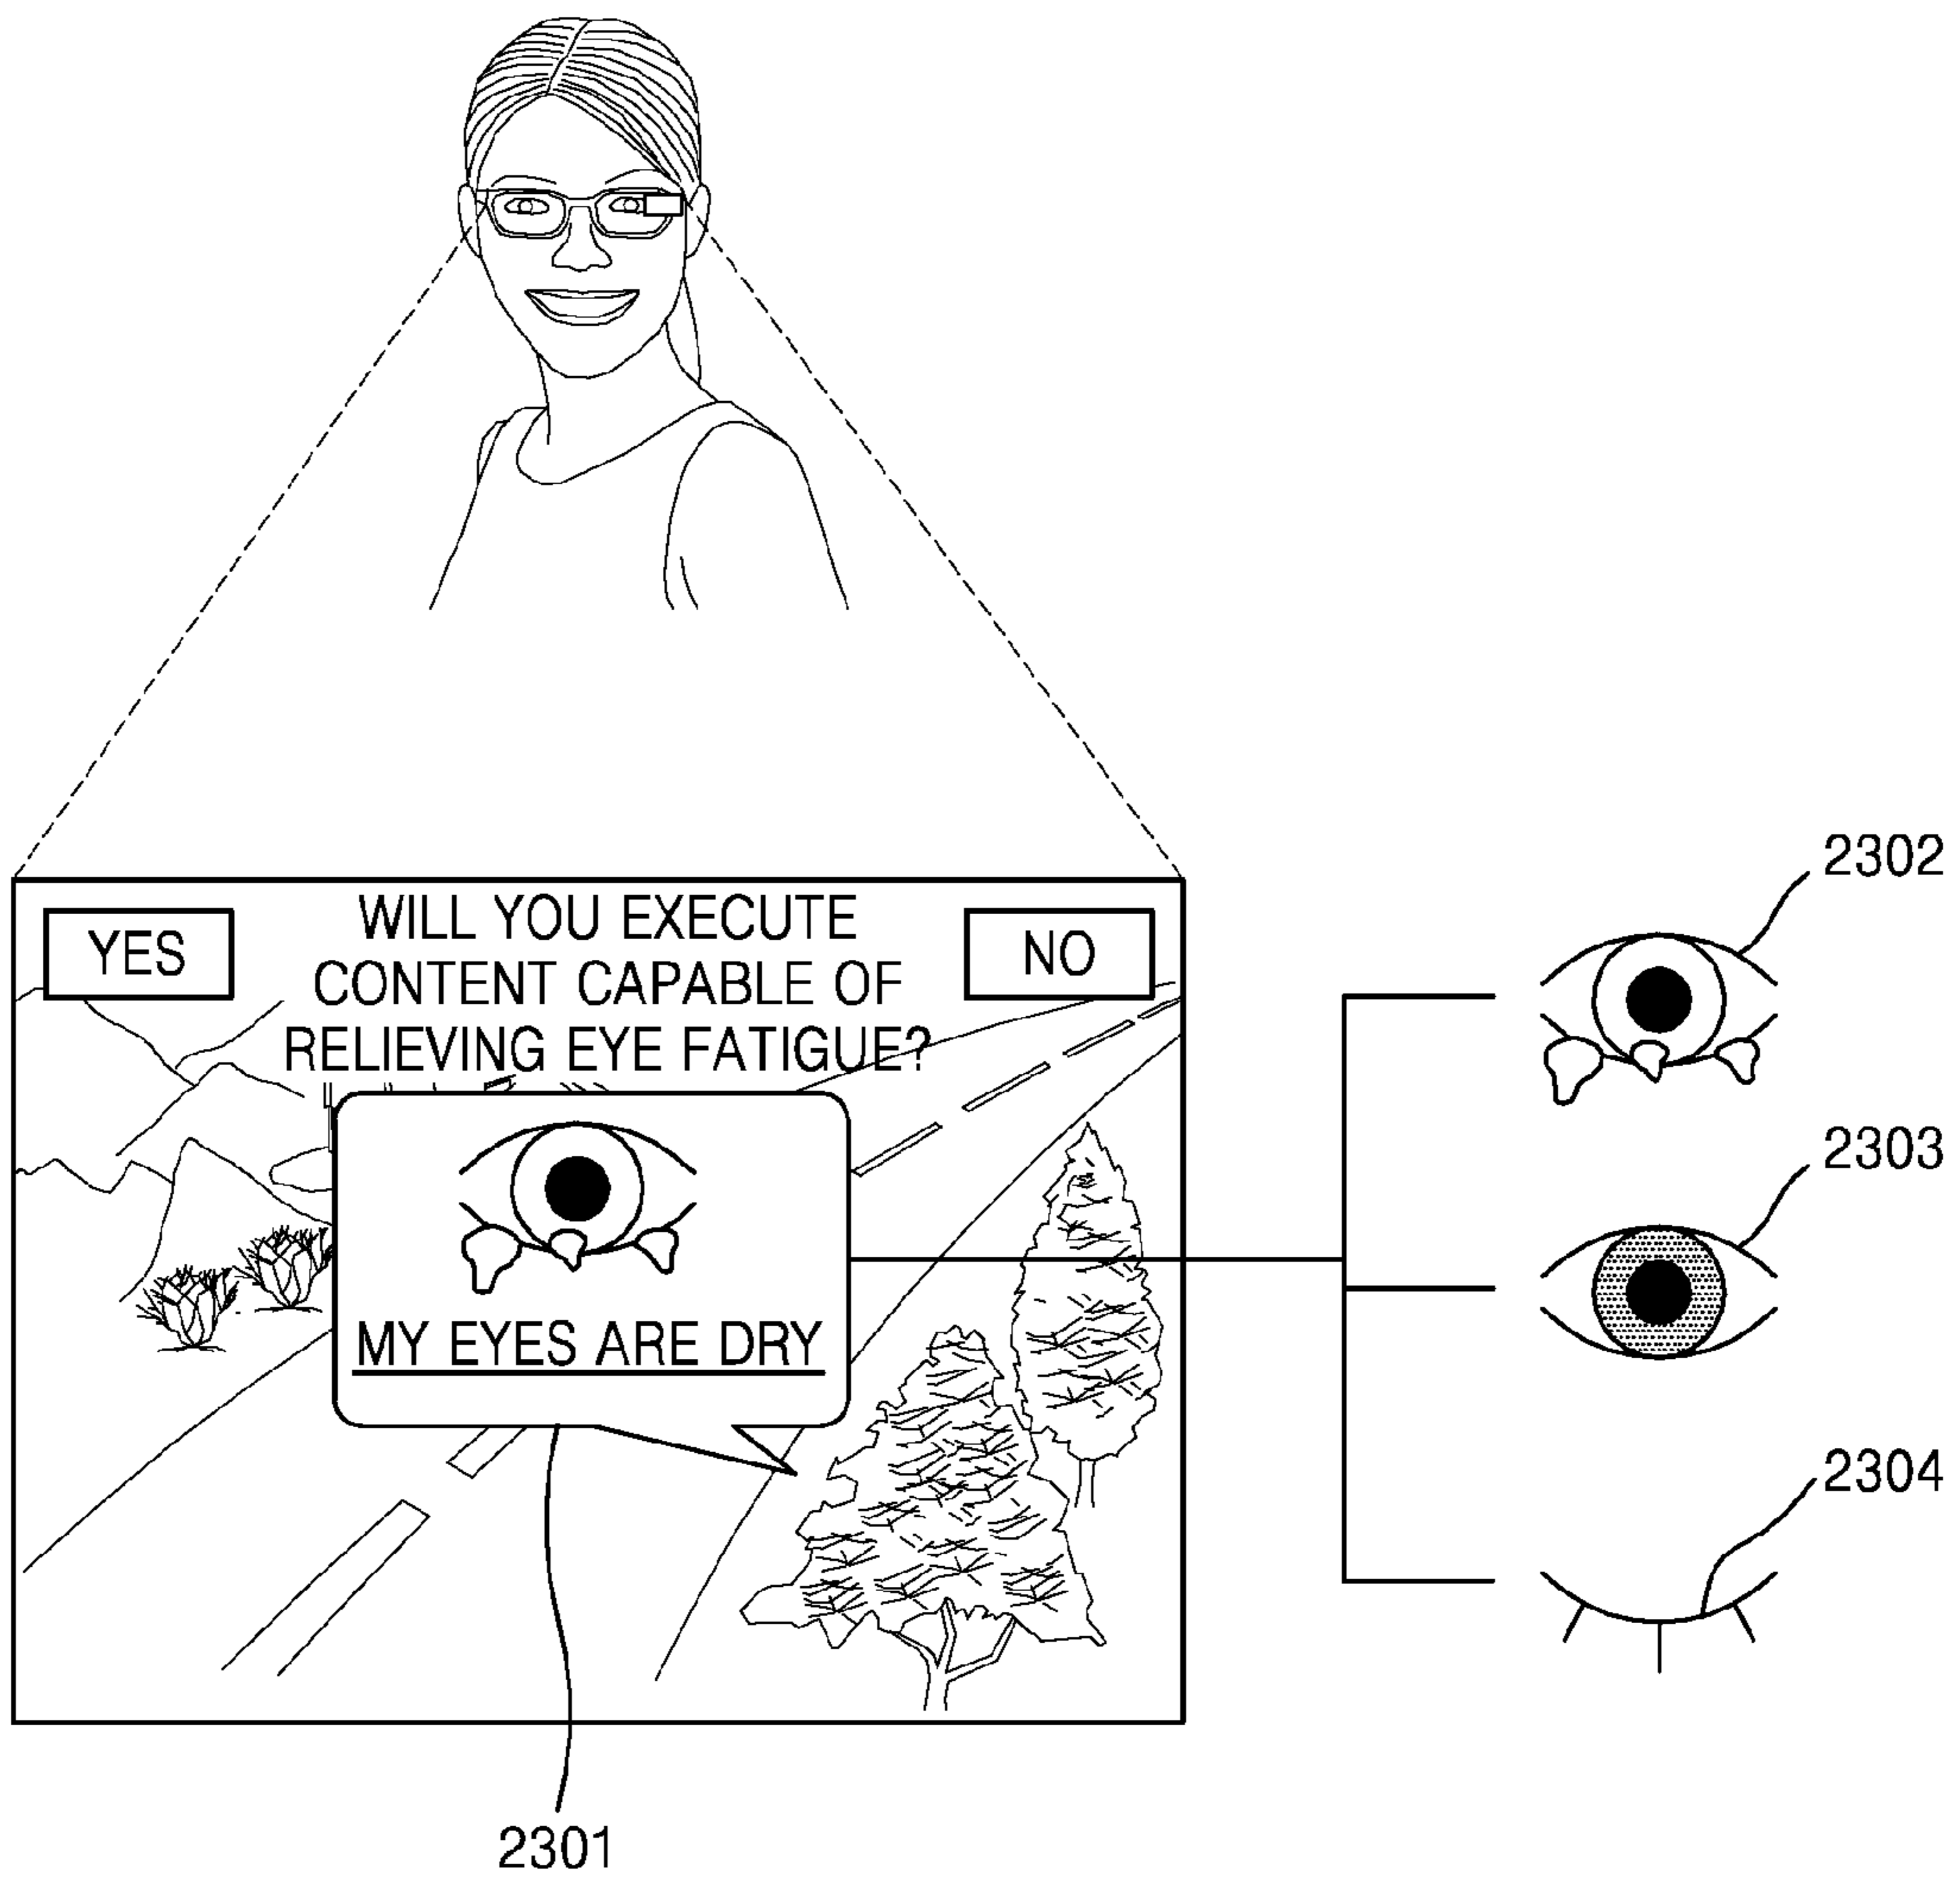 YES
WILL YOU EXECUTE
CONTENT CAPABLE OF
RELIEVING EYE FATIGUE?
NO
MY EYES ARE DRY
2301
2302
2303
2304